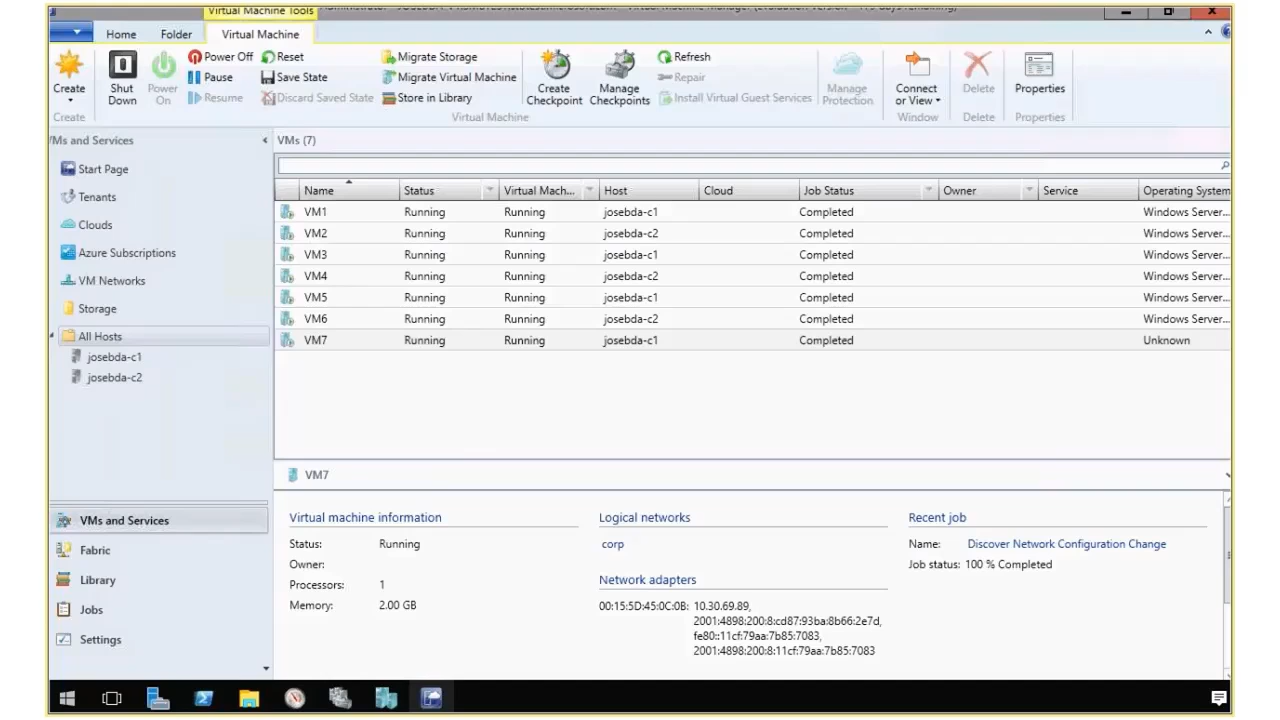 Virtual Machine Tools
Home Folder Virtual Machine
Create
Create
Shut Down
Power On
Power Off
Pause
Resume
Reset
Save State
Discard Saved State
Migrate Storage
Migrate Virtual Machine
Store in Library
Create Checkpoint
Manage Checkpoints
Refresh
Repair
Install Virtual Guest Services
Virtual Machine
Manage Protection
Connect or View
Window
Delete
Delete
Properties
Properties
VMs and Services
Start Page
Tenants
Clouds
Azure Subscriptions
VM Networks
Storage
All Hosts
josebda-c1
josebda-c2
VMs and Services
Fabric
Library
Jobs
Settings
VMs (7)
Name Status Virtual Mach... Host Cloud Job Status Owner Service Operating System
VM1 Running Running josebda-c1 Completed Windows Server...
VM2 Running Running josebda-c2 Completed Windows Server...
VM3 Running Running josebda-c1 Completed Windows Server...
VM4 Running Running josebda-c2 Completed Windows Server...
VM5 Running Running josebda-c1 Completed Windows Server...
VM6 Running Running josebda-c2 Completed Windows Server...
VM7 Running Running josebda-c1 Completed Unknown
VM7
Virtual machine information
Status: Running
Owner:
Processors: 1
Memory: 2.00 GB
Logical networks
corp
Network adapters
00:15:5D:45:0C:0B: 10.30.69.89,
2001:4898:200:8:cd87:93ba:8b66:2e7d,
fe80::11cf:79aa:7b85:7083,
2001:4898:200:8:11cf:79aa:7b85:7083
Recent job
Name: Discover Network Configuration Change
Job status: 100 % Completed